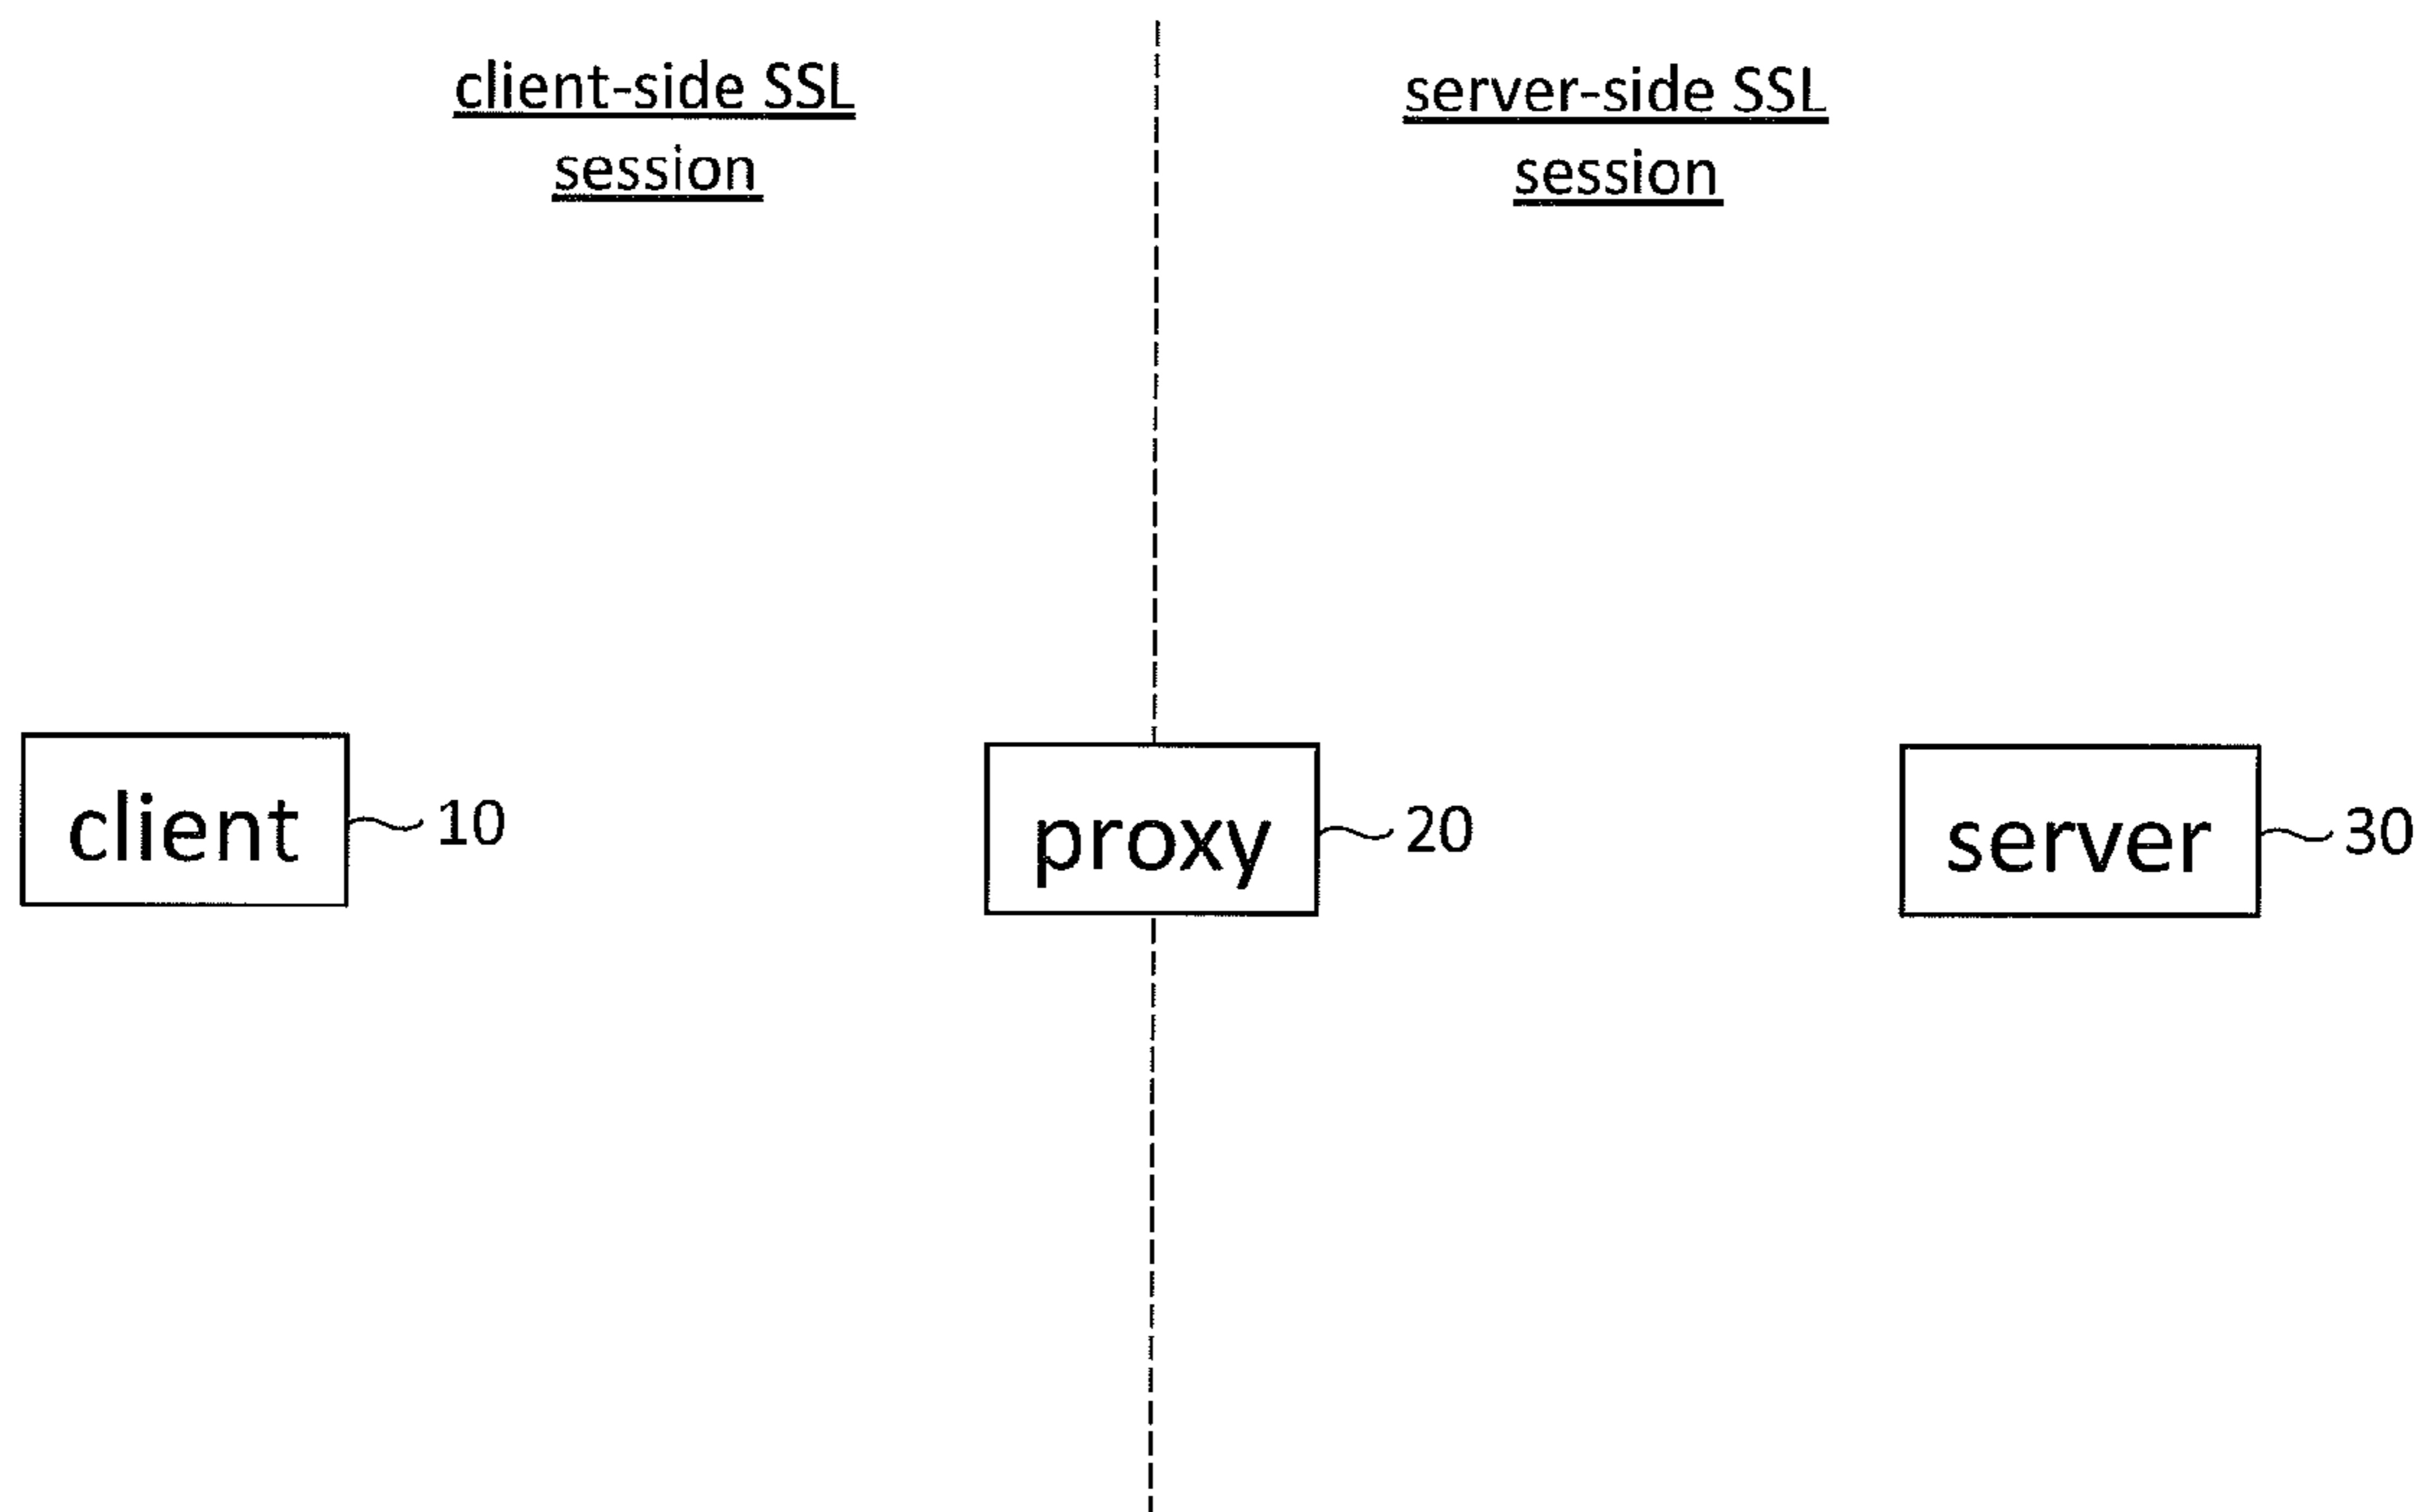 client-side SSL
session
server-side SSL
session
client
10
proxy
20
server
30